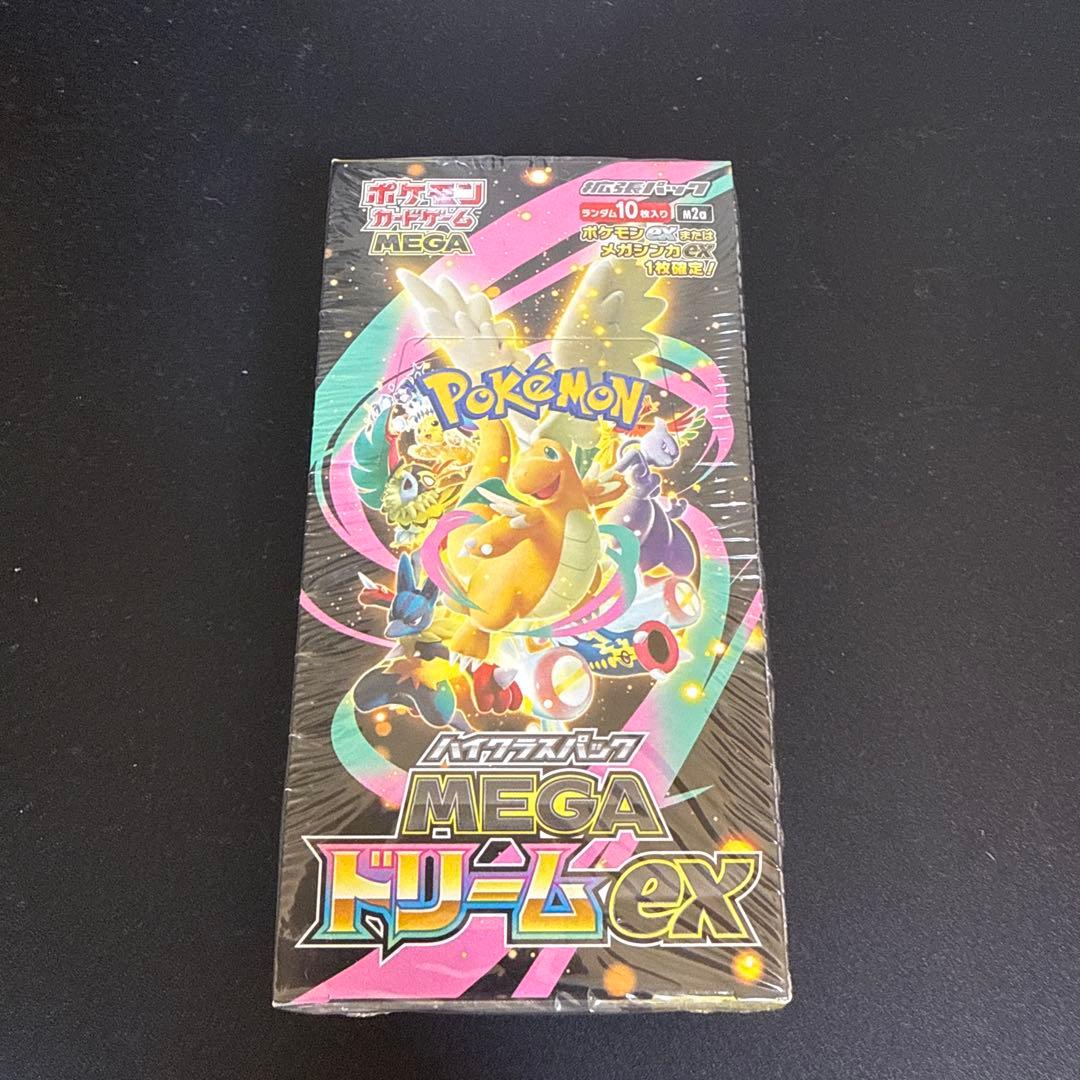 ポケモン
カードゲーム
MEGA
拡張パック
ランダム10枚入り
M2a
ポケモンexまたは
メガシンカex
1枚確定!
POKéMON
ハイクラスパック
MEGA
ドリームex